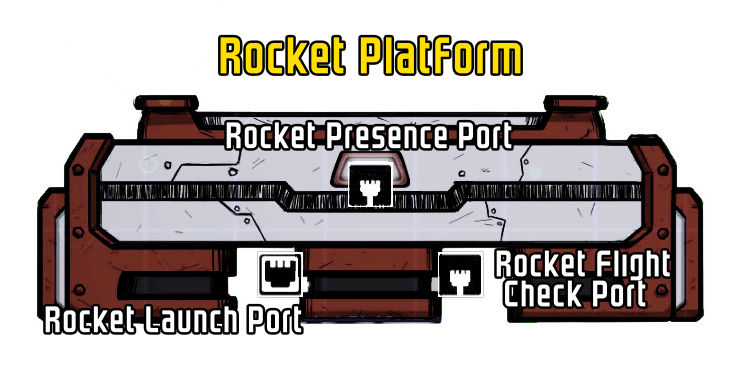 Rocket Platform
Rocket Presence Port
Rocket Flight
Check Port
Rocket Launch Port